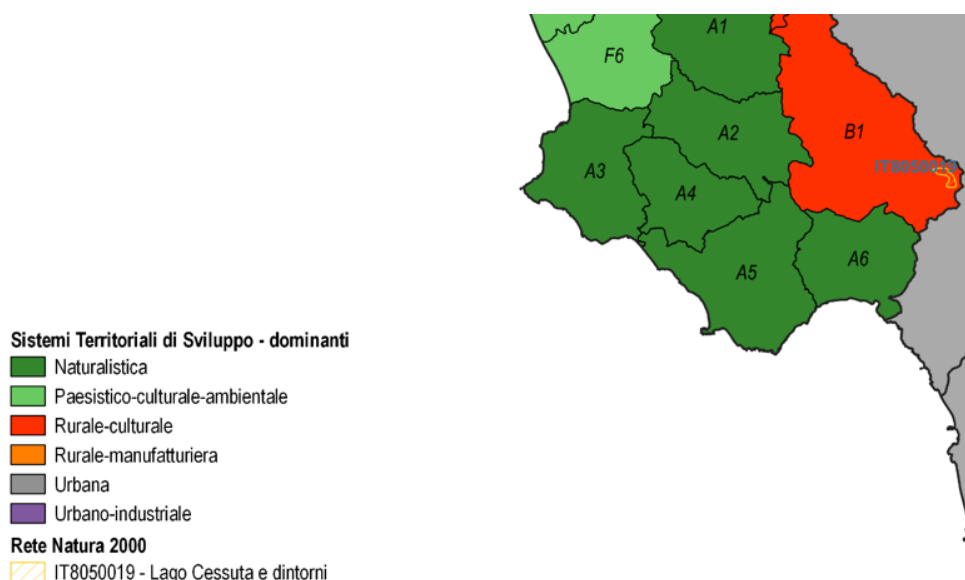 A1
F6
A2
B1
IT8050019
A3
A4
A5
A6
Sistemi Territoriali di Sviluppo - dominanti
Naturalistica
Paesistico-culturale-ambientale
Rurale-culturale
Rurale-manufatturiera
Urbana
Urbano-industriale
Rete Natura 2000
IT8050019 - Lago Cessuta e dintorni